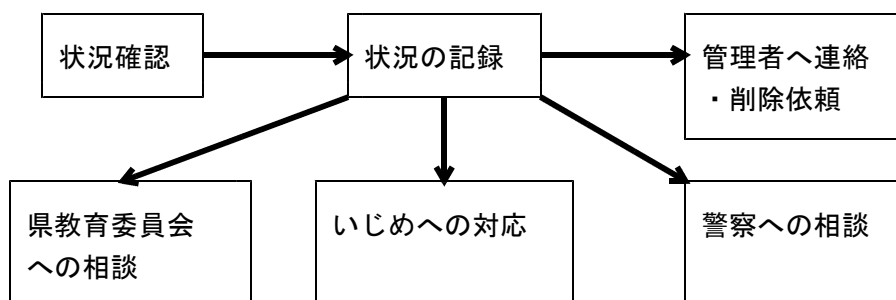 状況確認
状況の記録
管理者へ連絡
・削除依頼
県教育委員会
への相談
いじめへの対応
警察への相談